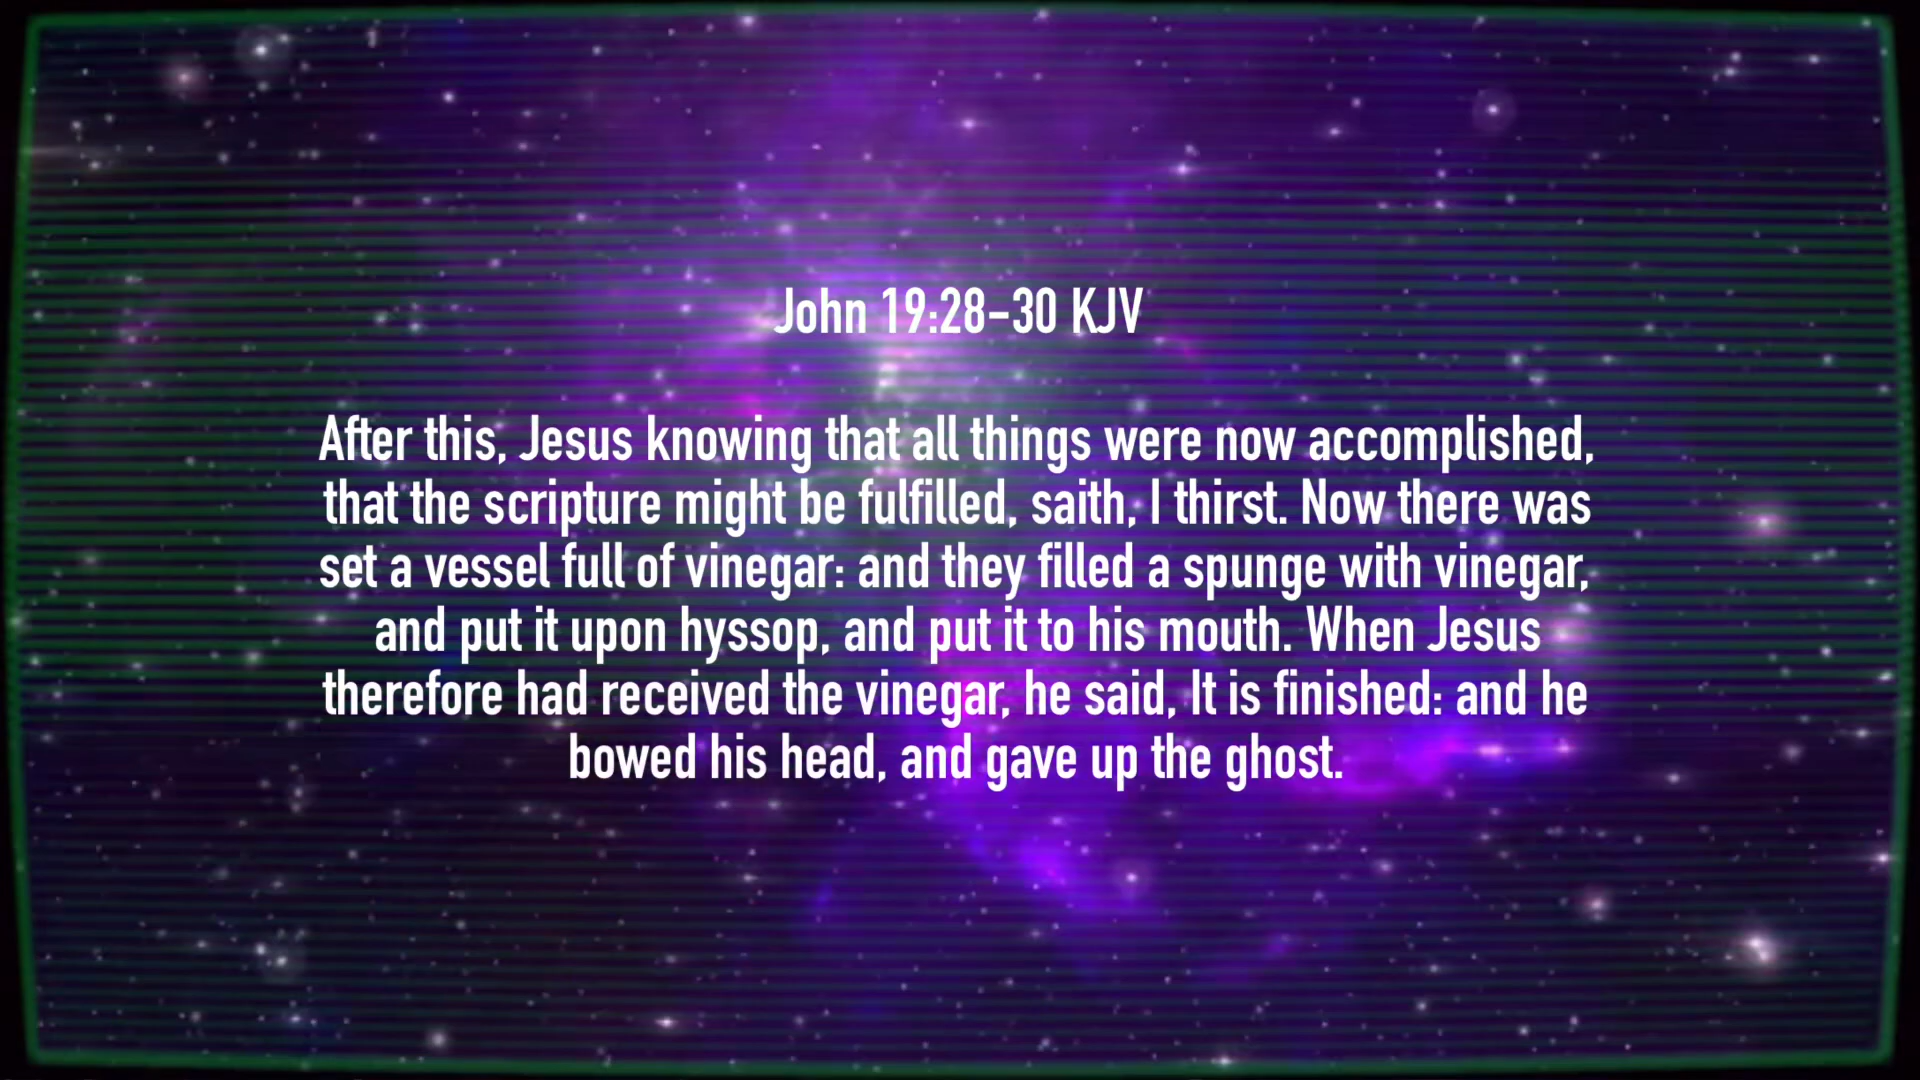 John 19:28-30 KJV
After this, Jesus knowing that all things were now accomplished,
that the scripture might be fulfilled, saith, I thirst. Now there was
set a vessel full of vinegar: and they filled a spunge with vinegar,
and put it upon hyssop, and put it to his mouth. When Jesus
therefore had received the vinegar, he said, It is finished: and he
bowed his head, and gave up the ghost.